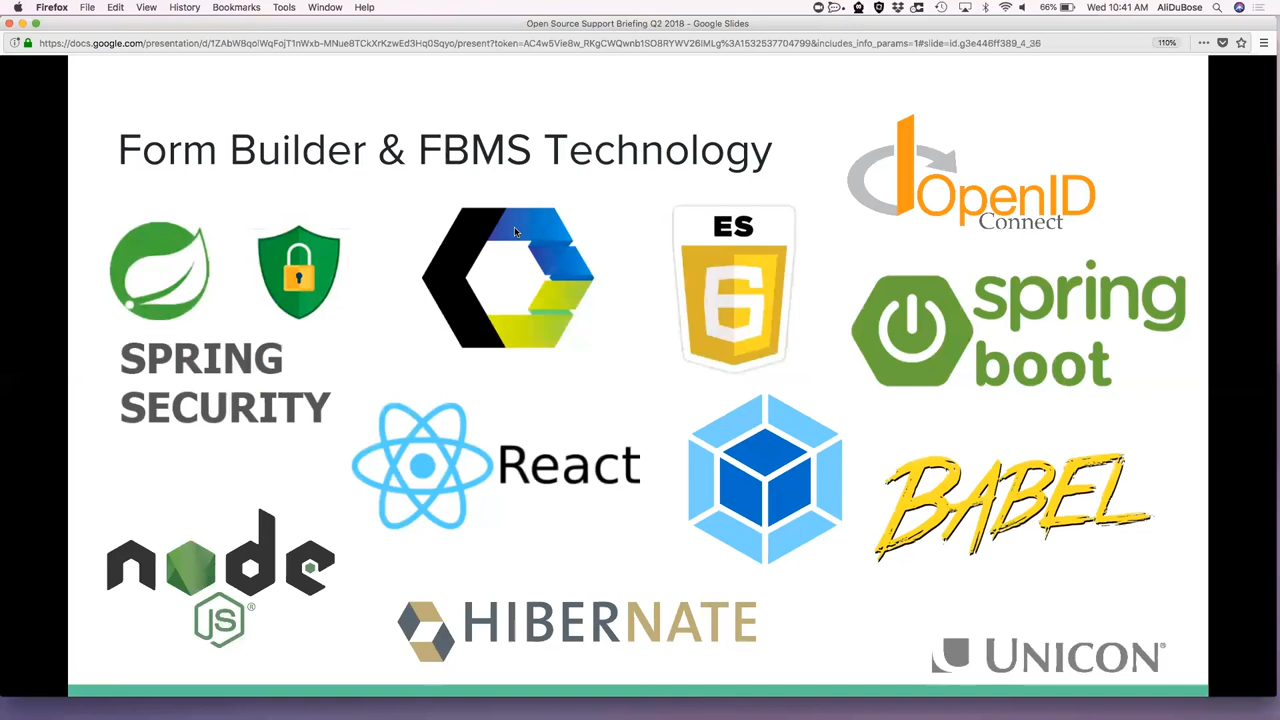 Firefox File Edit View History Bookmarks Tools Window Help 66% Wed 10:41 AM AliDuBose
Open Source Support Briefing Q2 2018 - Google Slides
110%
Form Builder & FBMS Technology
OpenID
Connect
ES
6
spring
boot
SPRING
SECURITY
React
BABEL
node
JS®
HIBERNATE
UNICON®